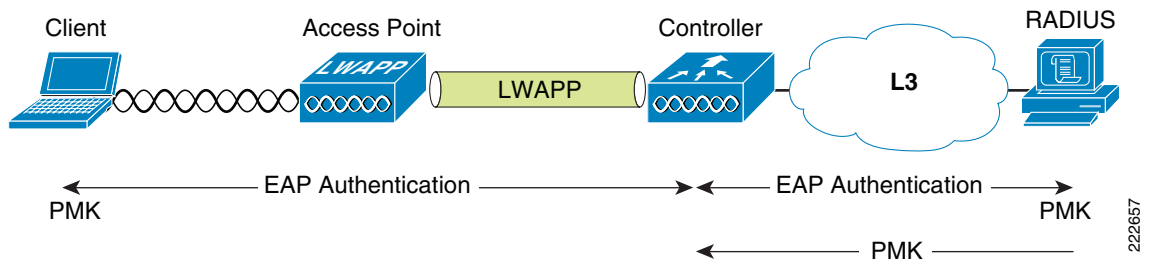 Client
Access Point
Controller
RADIUS
LWAPP
LWAPP
L3
EAP Authentication
EAP Authentication
PMK
PMK
PMK
222657